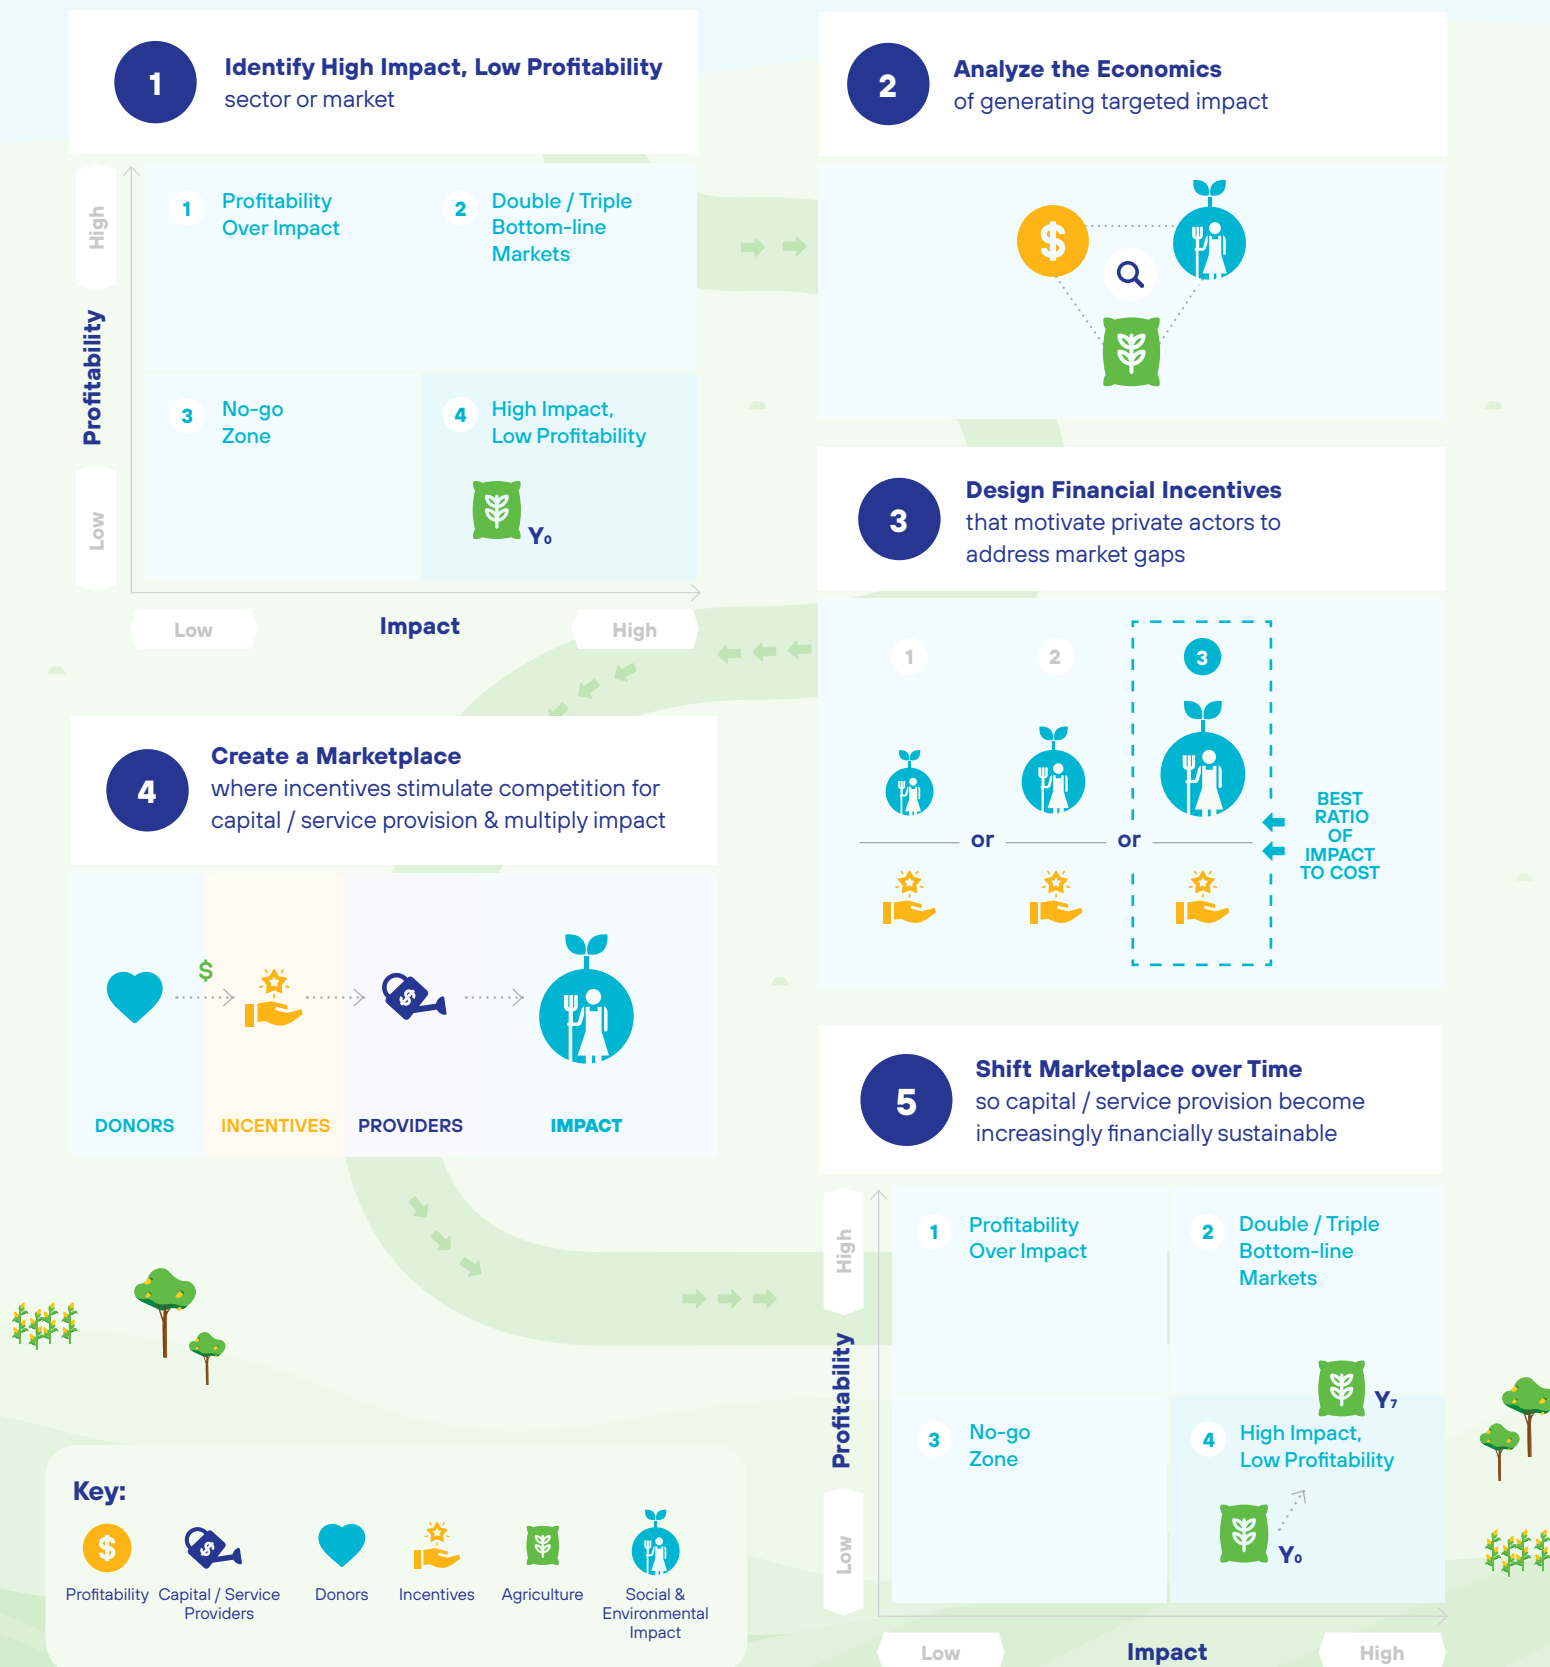 1
Identify High Impact, Low Profitability
sector or market
High
Profitability
Low
1
Profitability
Over Impact
2
Double / Triple
Bottom-line
Markets
3
No-go
Zone
4
High Impact,
Low Profitability
Y0
Low
Impact
High
2
Analyze the Economics
of generating targeted impact
$
3
Design Financial Incentives
that motivate private actors to
address market gaps
1
2
3
or
or
BEST
RATIO
OF
IMPACT
TO COST
4
Create a Marketplace
where incentives stimulate competition for
capital / service provision & multiply impact
$
$
DONORS
INCENTIVES
PROVIDERS
IMPACT
5
Shift Marketplace over Time
so capital / service provision become
increasingly financially sustainable
High
Profitability
Low
1
Profitability
Over Impact
2
Double / Triple
Bottom-line
Markets
Y7
3
No-go
Zone
4
High Impact,
Low Profitability
Y0
Low
Impact
High
Key:
$
$
Profitability
Capital / Service
Providers
Donors
Incentives
Agriculture
Social &
Environmental
Impact